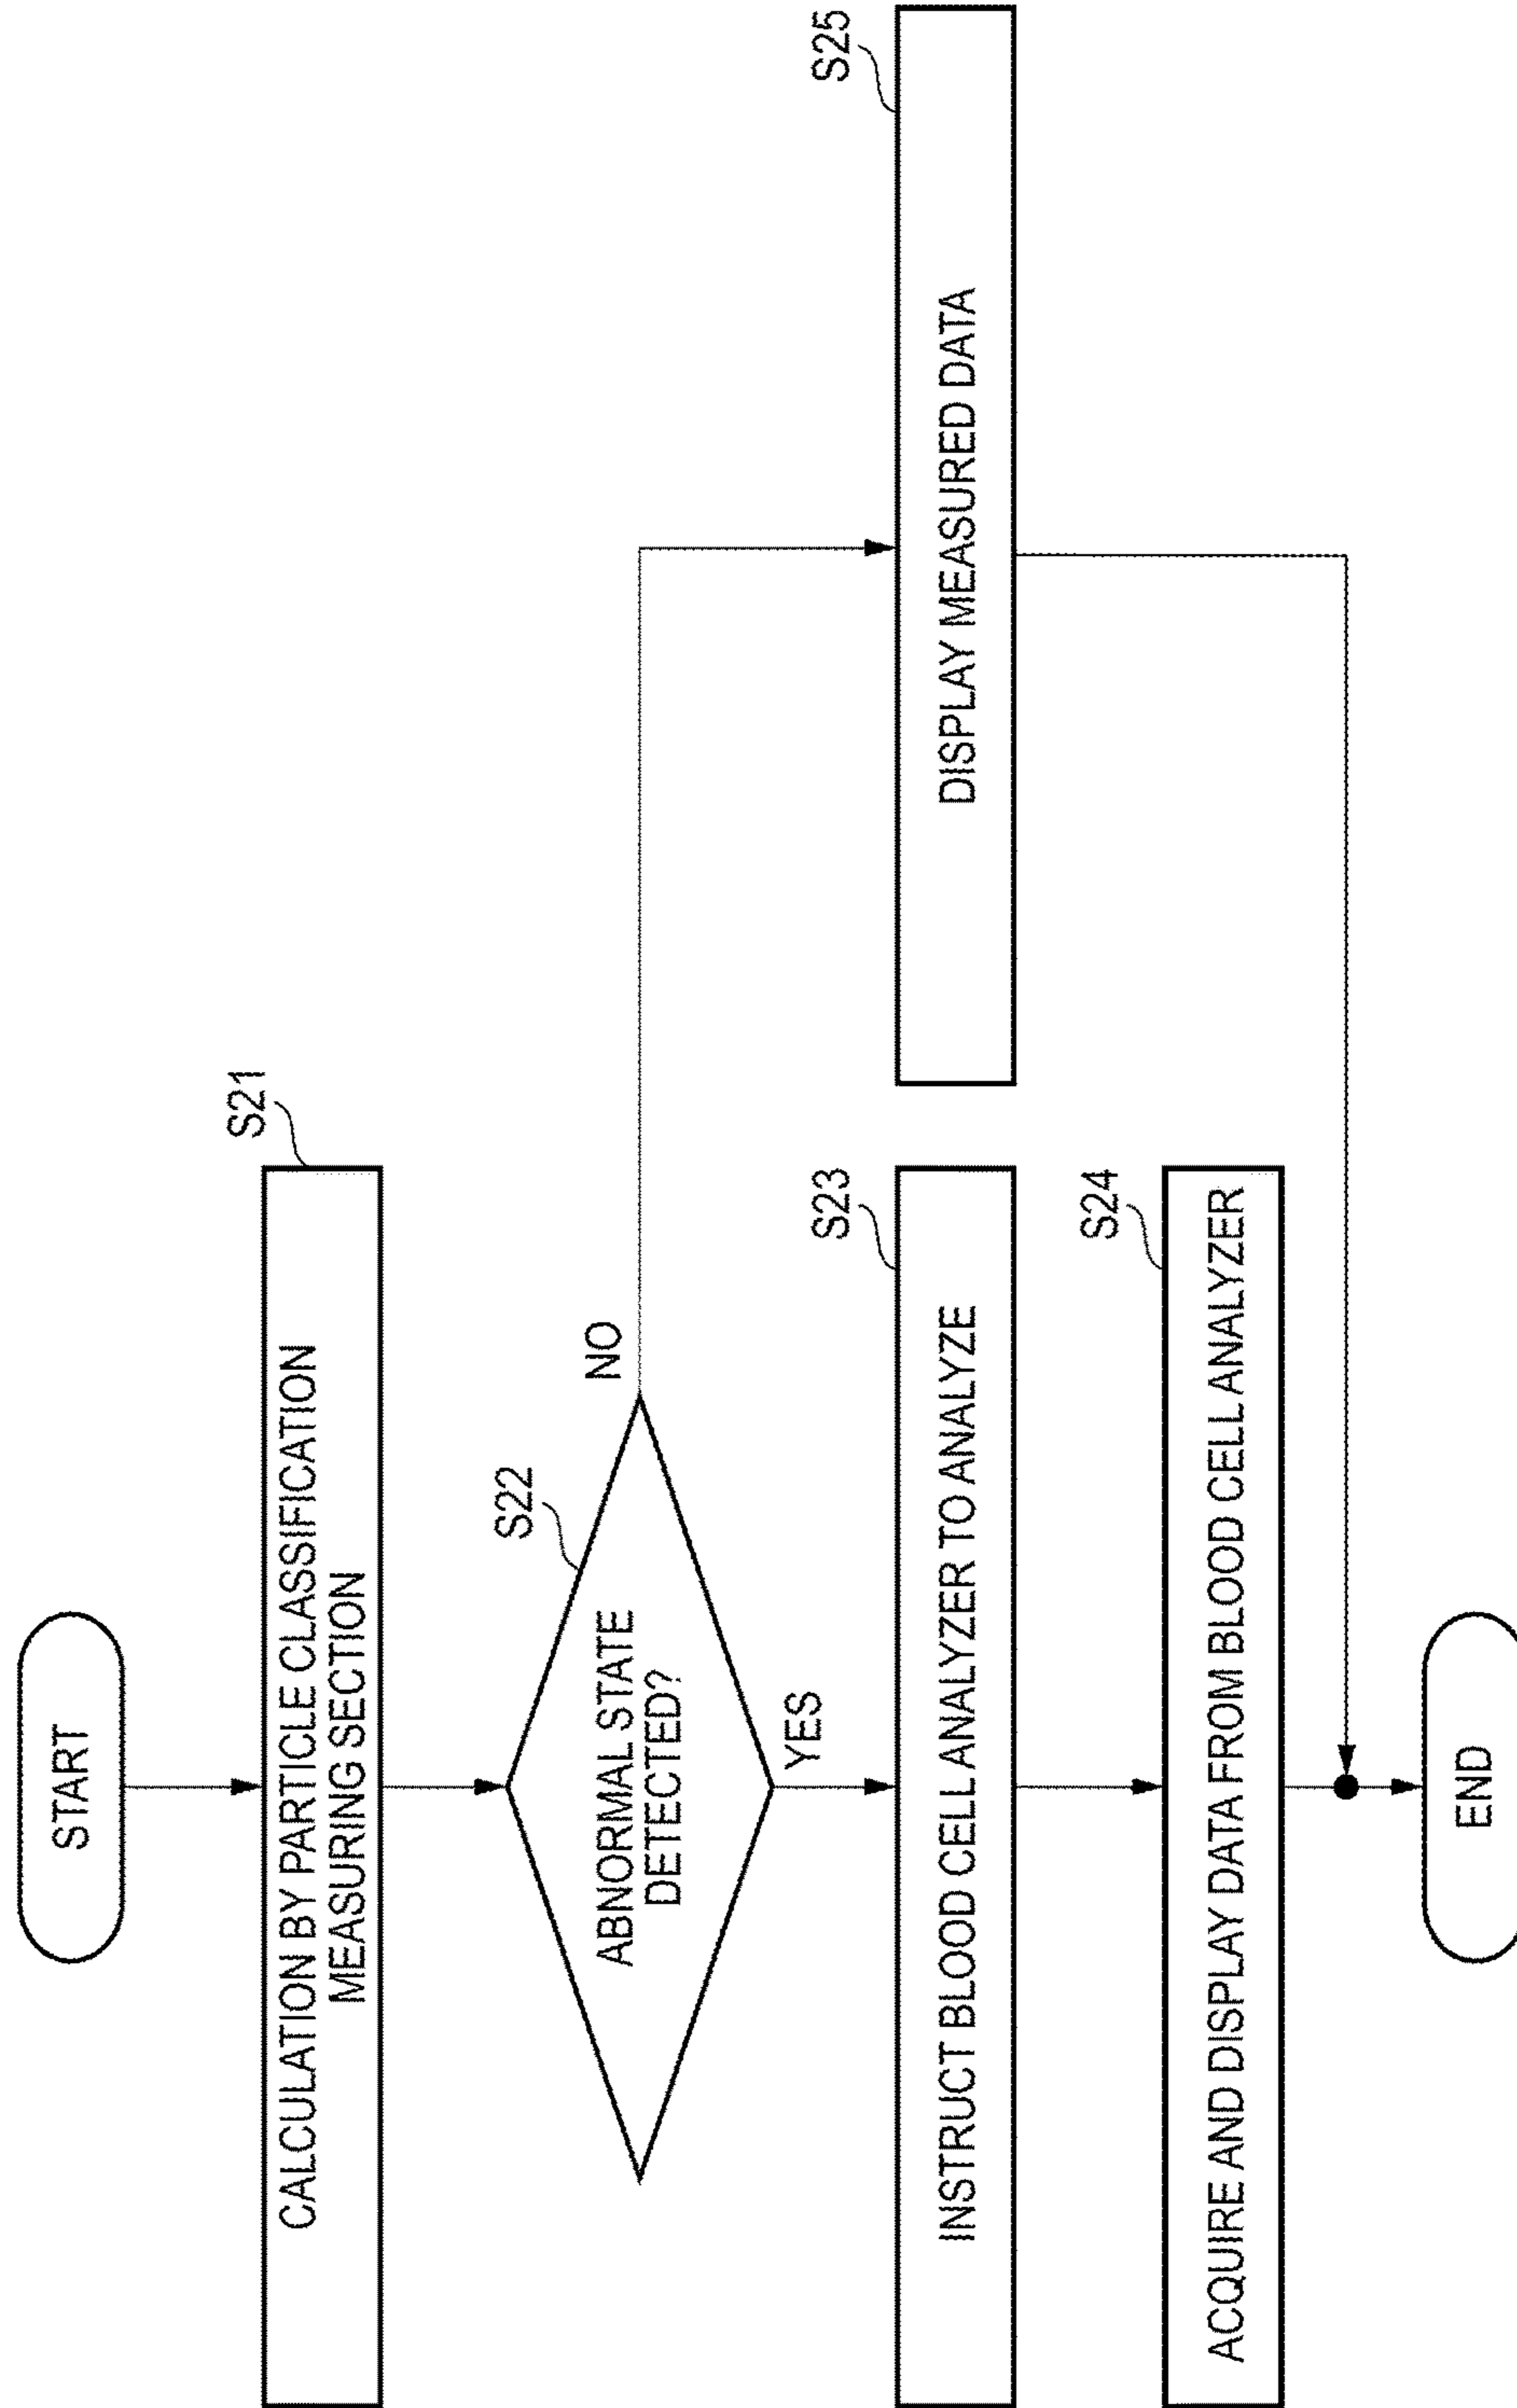 START
S21
CALCULATION BY PARTICLE CLASSIFICATION
MEASURING SECTION
S22
ABNORMAL STATE
DETECTED?
NO
YES
S23
INSTRUCT BLOOD CELL ANALYZER TO ANALYZE
S25
DISPLAY MEASURED DATA
S24
ACQUIRE AND DISPLAY DATA FROM BLOOD CELL ANALYZER
END